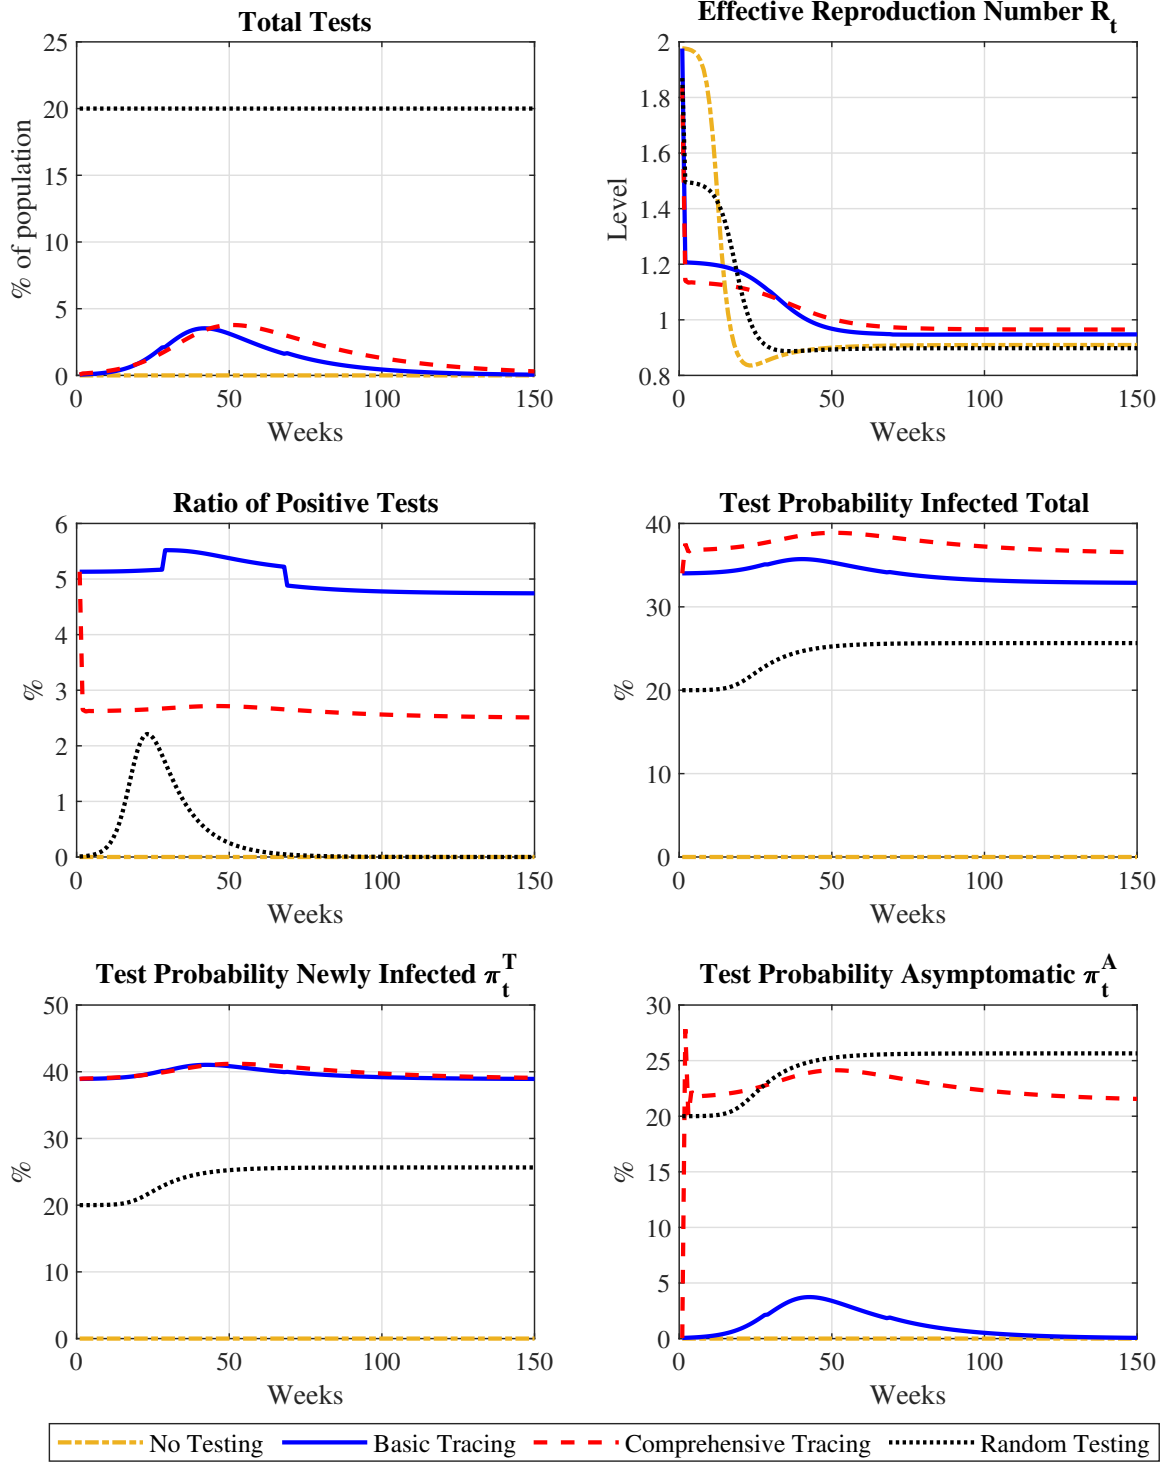 Total Tests
% of population
25
20
15
10
5
0
0 50 100 150
Weeks
Effective Reproduction Number R_t
Level
2
1.8
1.6
1.4
1.2
1
0.8
0 50 100 150
Weeks
Ratio of Positive Tests
%
6
5
4
3
2
1
0
0 50 100 150
Weeks
Test Probability Infected Total
%
40
30
20
10
0
0 50 100 150
Weeks
Test Probability Newly Infected π_t^T
%
50
40
30
20
10
0
0 50 100 150
Weeks
Test Probability Asymptomatic π_t^A
%
30
25
20
15
10
5
0
0 50 100 150
Weeks
No Testing Basic Tracing Comprehensive Tracing Random Testing